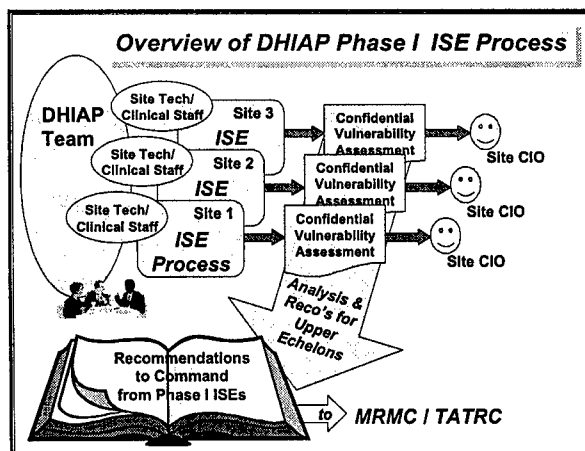 Overview of DHIAP Phase I ISE Process
DHIAP
Team
Site Tech/
Clinical Staff
Site 3
ISE
Confidential
Vulnerability
Assessment
Site CIO
Site Tech/
Clinical Staff
Site 2
ISE
Confidential
Vulnerability
Assessment
Site CIO
Site Tech/
Clinical Staff
Site 1
ISE
Process
Confidential
Vulnerability
Assessment
Site CIO
Analysis &
Reco's for
Upper
Echelons
Recommendations
to Command
from Phase I ISEs
to
MRMC / TATRC